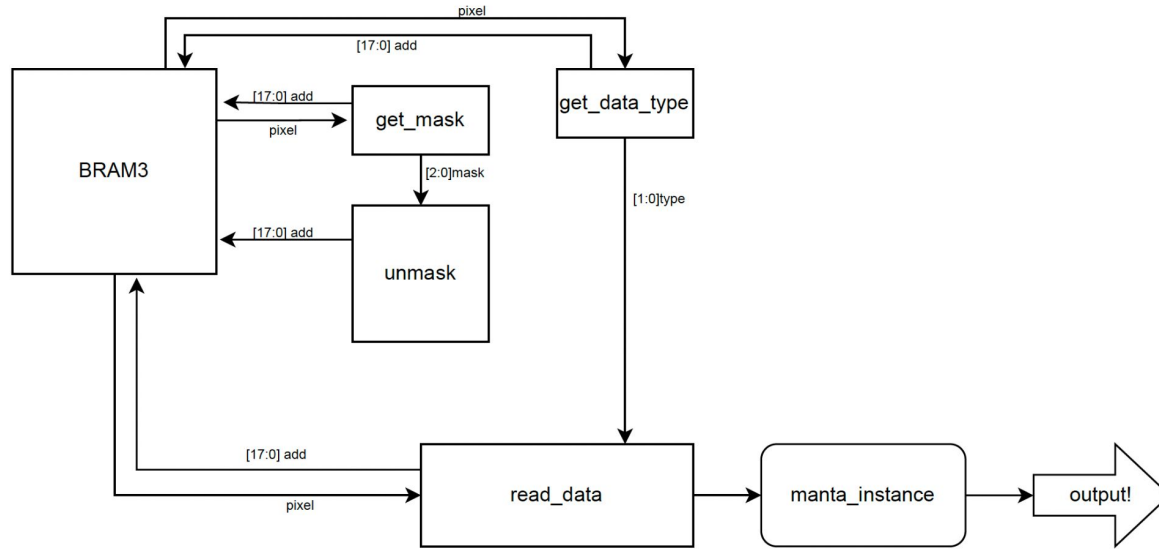 pixel
[17:0] add
[17:0] add
get_mask
get_data_type
pixel
BRAM3
[2:0]mask
[1:0]type
[17:0] add
unmask
[17:0] add
pixel
read_data
manta_instance
output!